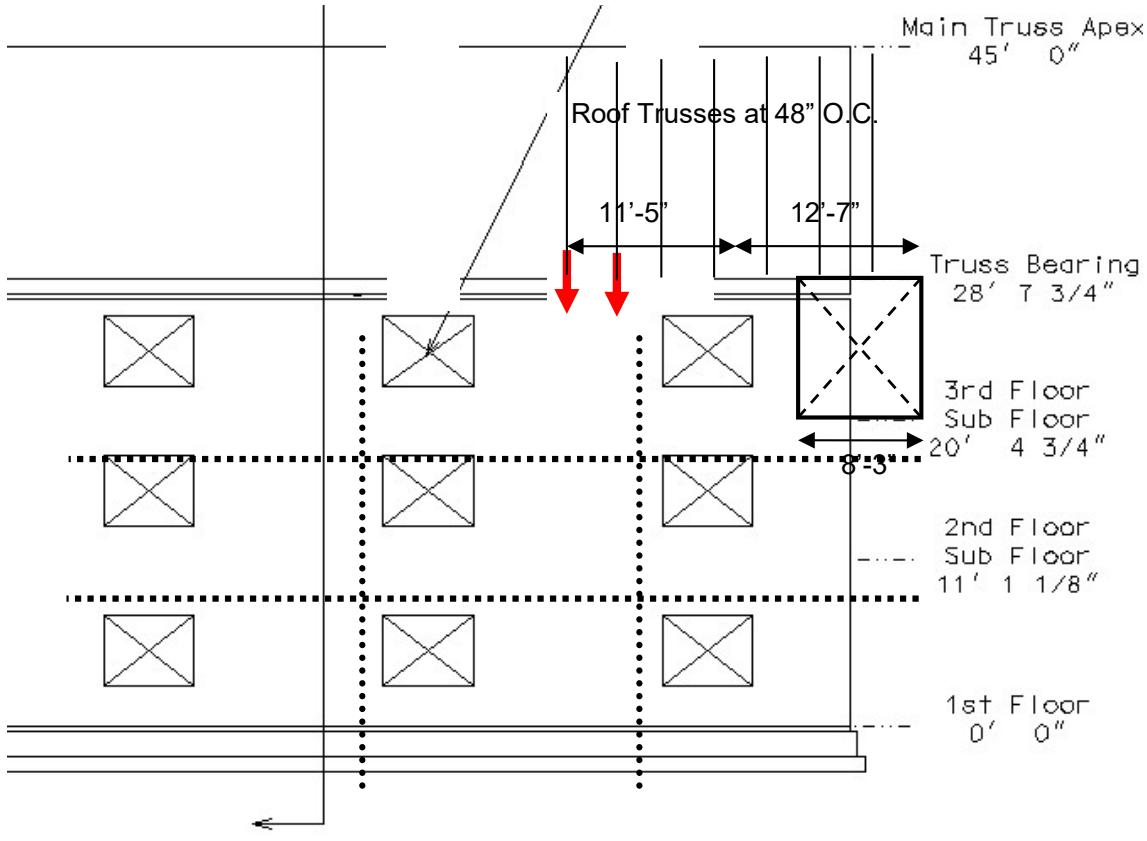 Main Truss Apex
45' 0"
Roof Trusses at 48" O.C.
11'-5"
12'-7"
Truss Bearing
28' 7 3/4"
3rd Floor
Sub Floor
20' 4 3/4"
8'-3"
2nd Floor
Sub Floor
11' 1 1/8"
1st Floor
0' 0"